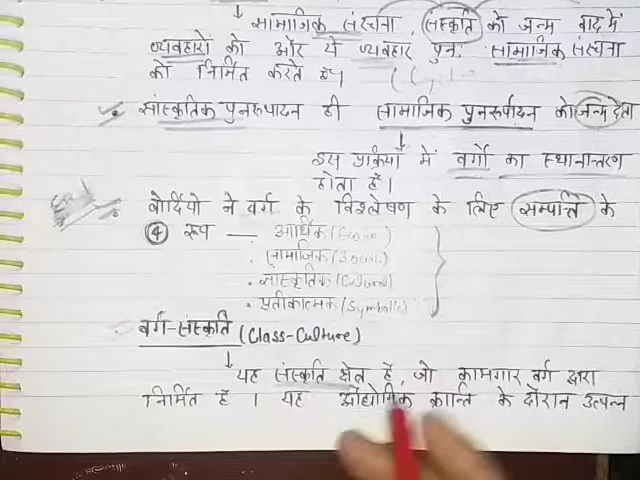 ↓ सामाजिक संरचना, संस्कृति को जन्म बाद में
व्यवहारों को और ये व्यवहार पुन: सामाजिक संरचना
को निर्मित करते हैं।
सांस्कृतिक पुनरुत्पादन ही सामाजिक पुनरुत्पादन को जन्म देता
↓
इस प्रक्रिया में वर्गों का स्थानान्तरण
होता है।
बोर्दियो ने वर्ग के विश्लेषण के लिए सम्पत्ति के
④ रूप — आर्थिक
. सामाजिक
. सांस्कृतिक
. प्रतीकात्मक (Symbolic)
वर्ग-संस्कृति (Class-Culture)
↓ यह संस्कृति क्षेत्र है, जो कामगार वर्ग द्वारा
निर्मित है । यह औद्योगिक क्रान्ति के दौरान उत्पन्न